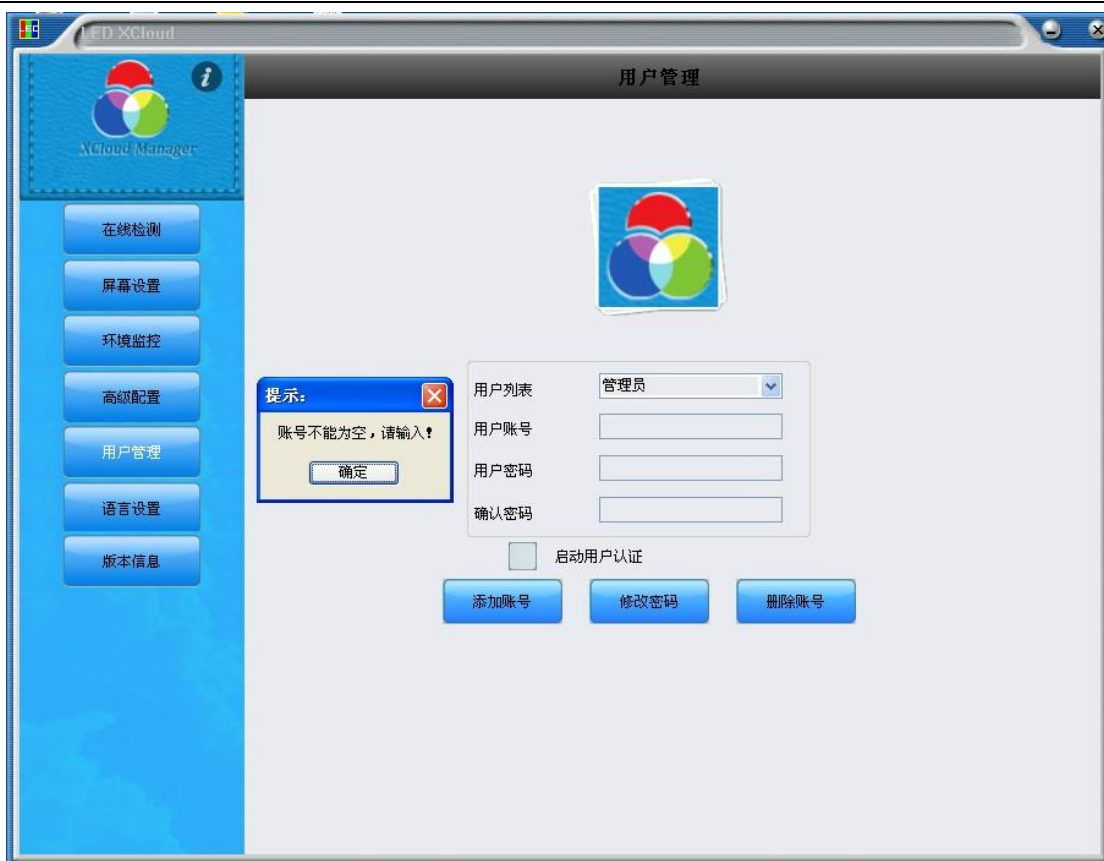 LED XCloud
用户管理
i
XCloud Manager
在线检测
屏幕设置
环境监控
高级配置
用户管理
语言设置
版本信息
提示:
账号不能为空，请输入!
确定
用户列表
管理员
用户账号
用户密码
确认密码
启动用户认证
添加账号
修改密码
删除账号